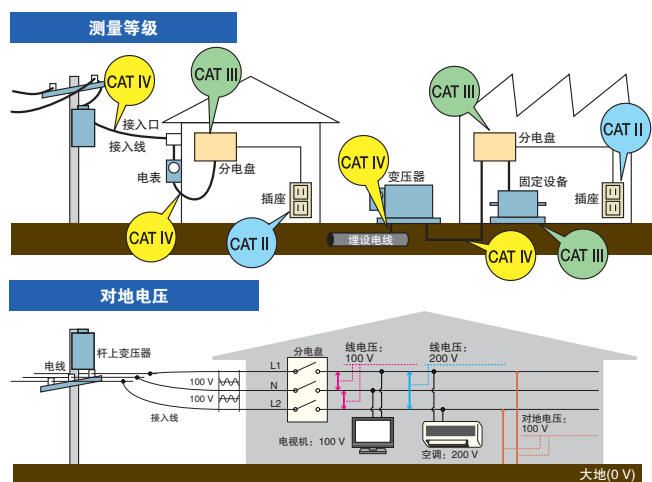 测量等级
CAT IV
CAT III
接入口
接入线
电表
分电盘
插座
CAT IV
CAT II
CAT IV
变压器
埋设电线
CAT III
分电盘
CAT II
固定设备
插座
CAT IV
CAT III
对地电压
杆上变压器
电线
接入线
100 V
100 V
分电盘
L1
N
L2
线电压：
100 V
线电压：
200 V
对地电压：
100 V
电视机：100 V
空调：200 V
大地(0 V)